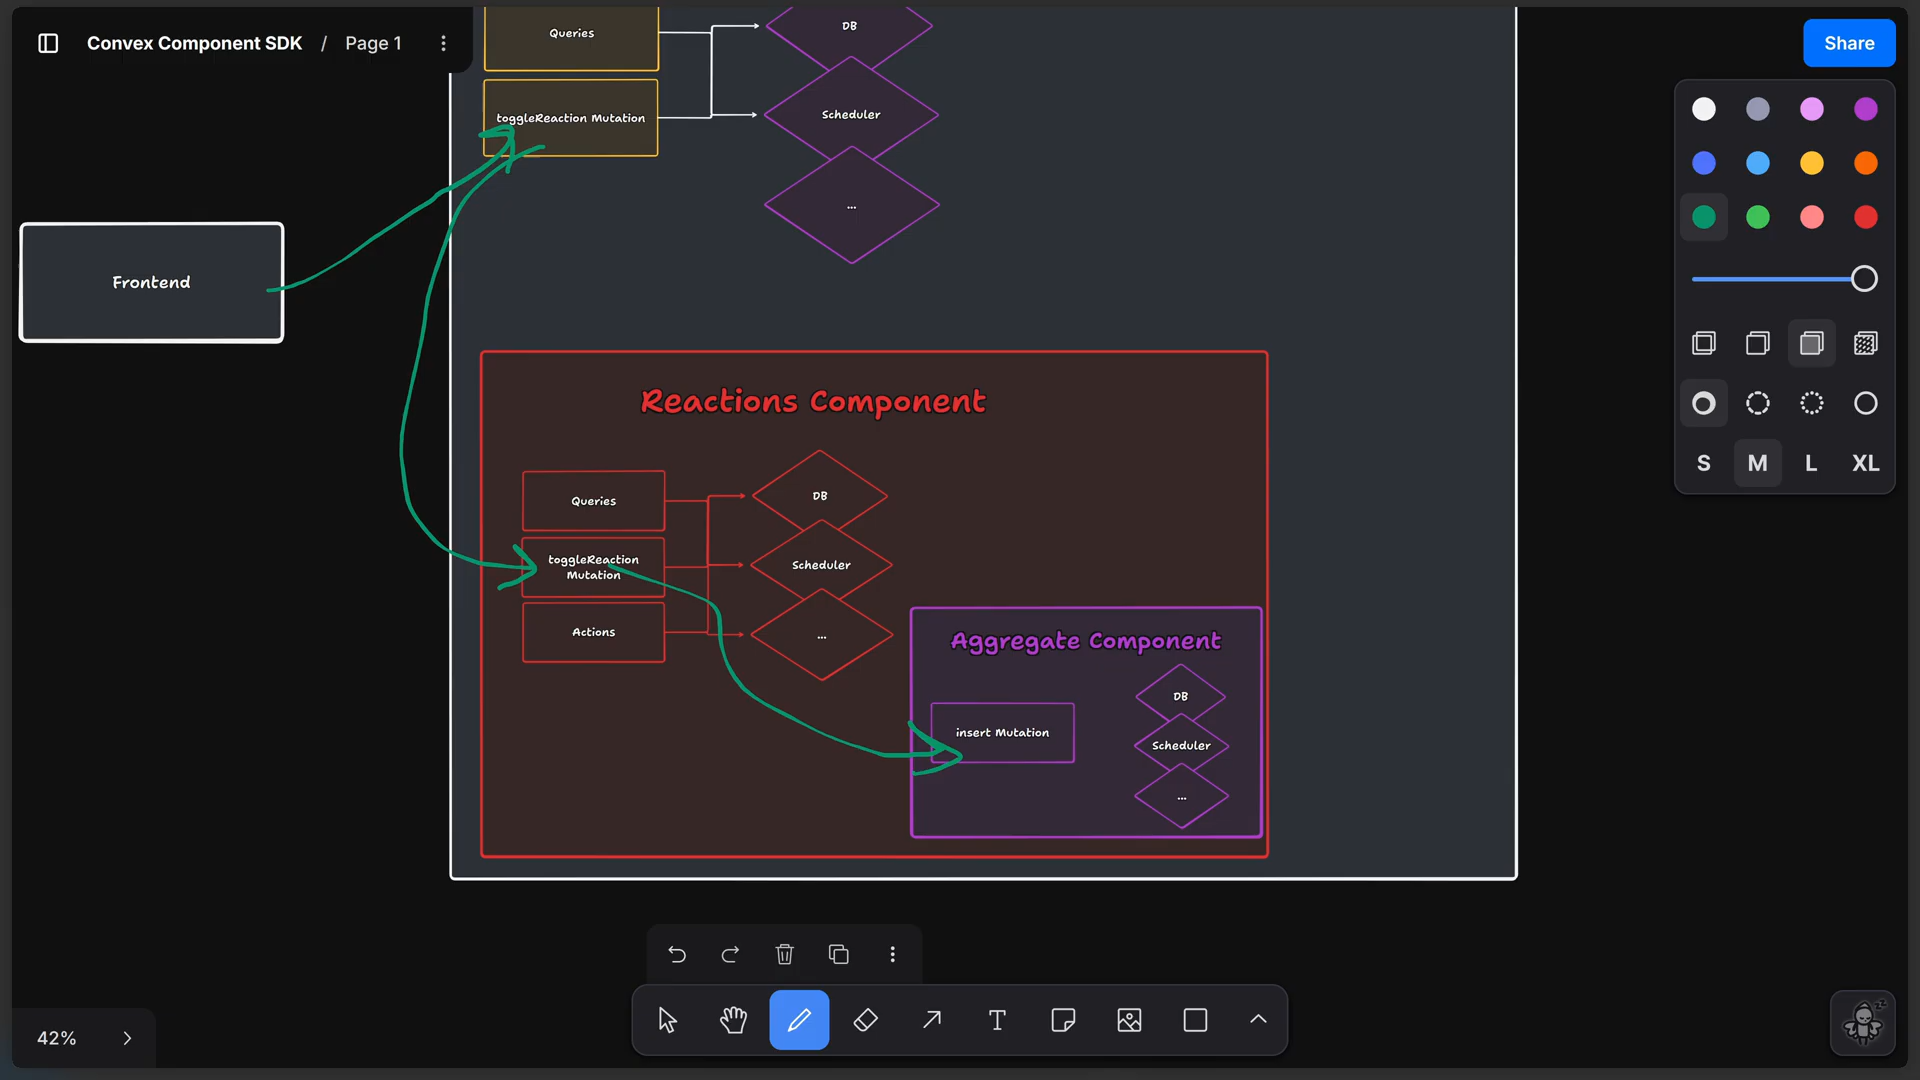 Convex Component SDK / Page 1
Share
Queries
DB
toggleReaction Mutation
Scheduler
...
Frontend
Reactions Component
Queries
DB
toggleReaction
Mutation
Scheduler
Actions
...
Aggregate Component
DB
insert Mutation
Scheduler
...
S M L XL
T
42%